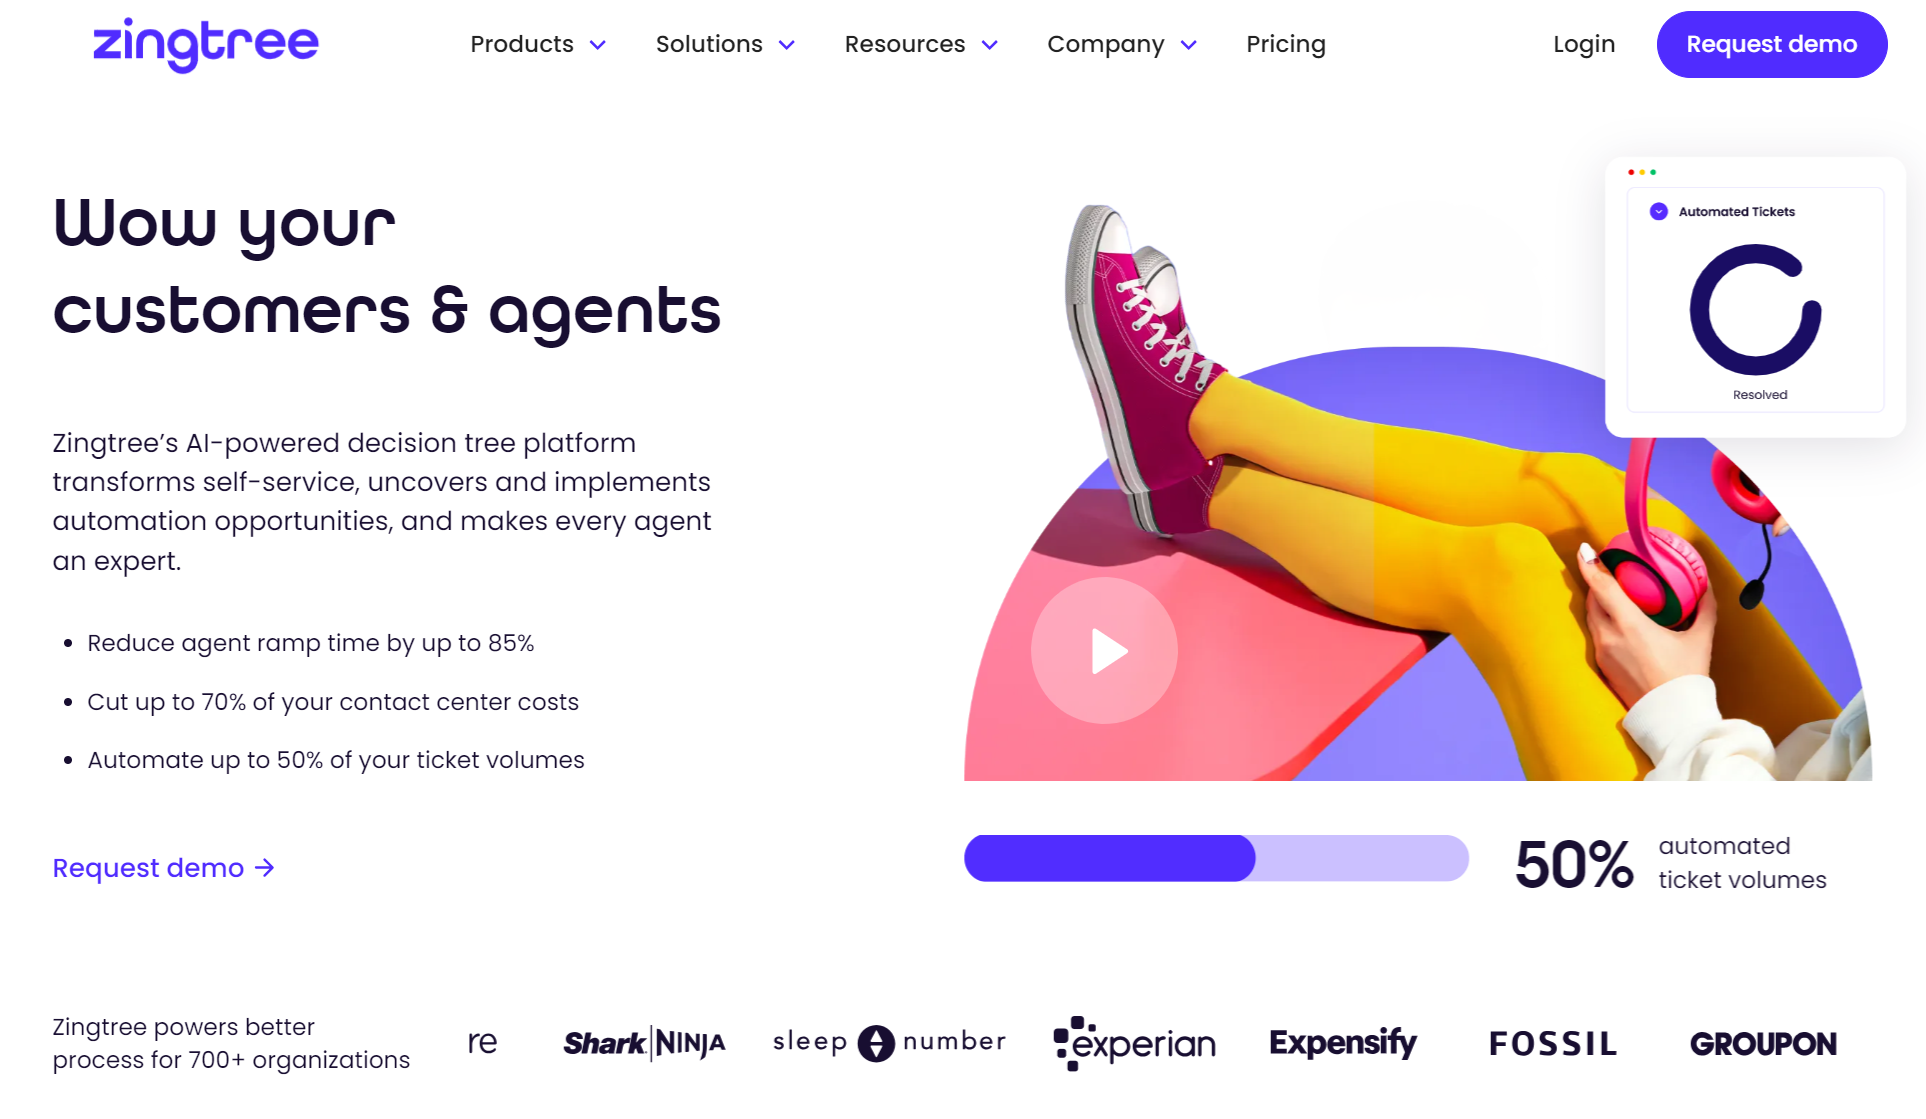 zingtree
Products
Solutions
Resources
Company
Pricing
Login
Request demo
Wow your
customers & agents
Zingtree’s AI-powered decision tree platform
transforms self-service, uncovers and implements
automation opportunities, and makes every agent
an expert.
• Reduce agent ramp time by up to 85%
• Cut up to 70% of your contact center costs
• Automate up to 50% of your ticket volumes
Request demo →
Automated Tickets
Resolved
50%
automated
ticket volumes
Zingtree powers better
process for 700+ organizations
re
Shark|NINJA
sleep number
experian
Expensify
FOSSIL
GROUPON